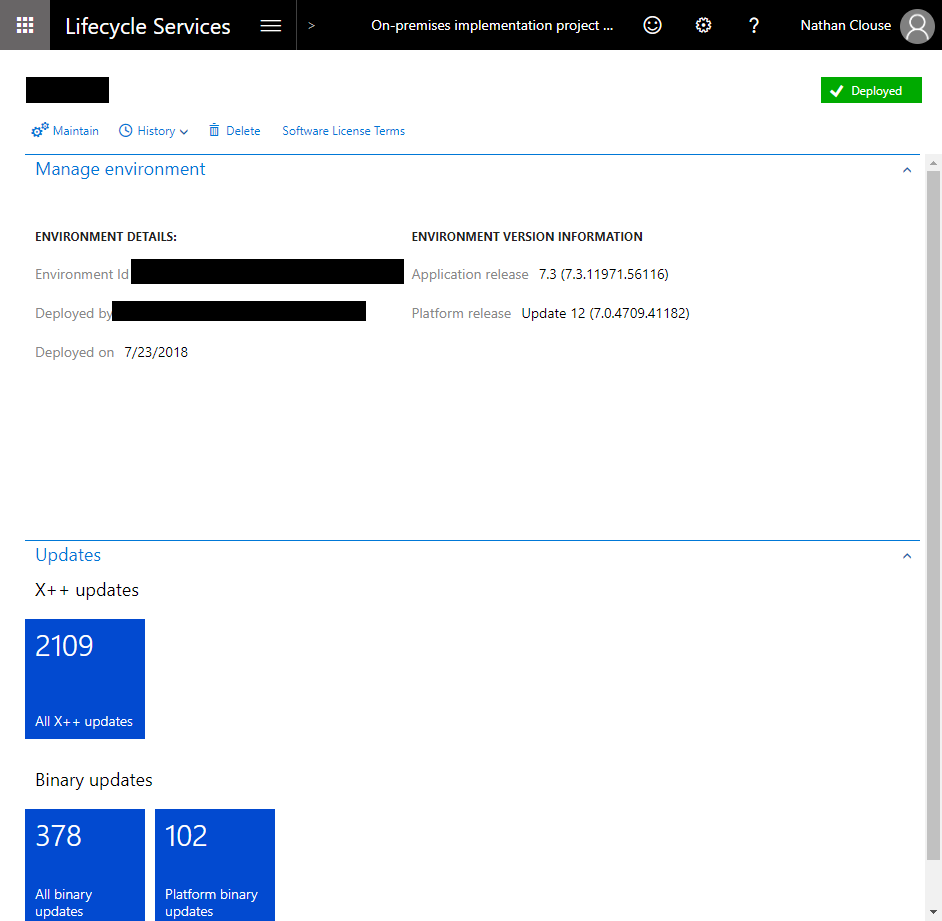 Lifecycle Services > On-premises implementation project ... ? Nathan Clouse
Deployed
Maintain History Delete Software License Terms
Manage environment
ENVIRONMENT DETAILS: ENVIRONMENT VERSION INFORMATION
Environment Id Application release 7.3 (7.3.11971.56116)
Deployed by Platform release Update 12 (7.0.4709.41182)
Deployed on 7/23/2018
Updates
X++ updates
2109
All X++ updates
Binary updates
378 102
All binary Platform binary
updates updates